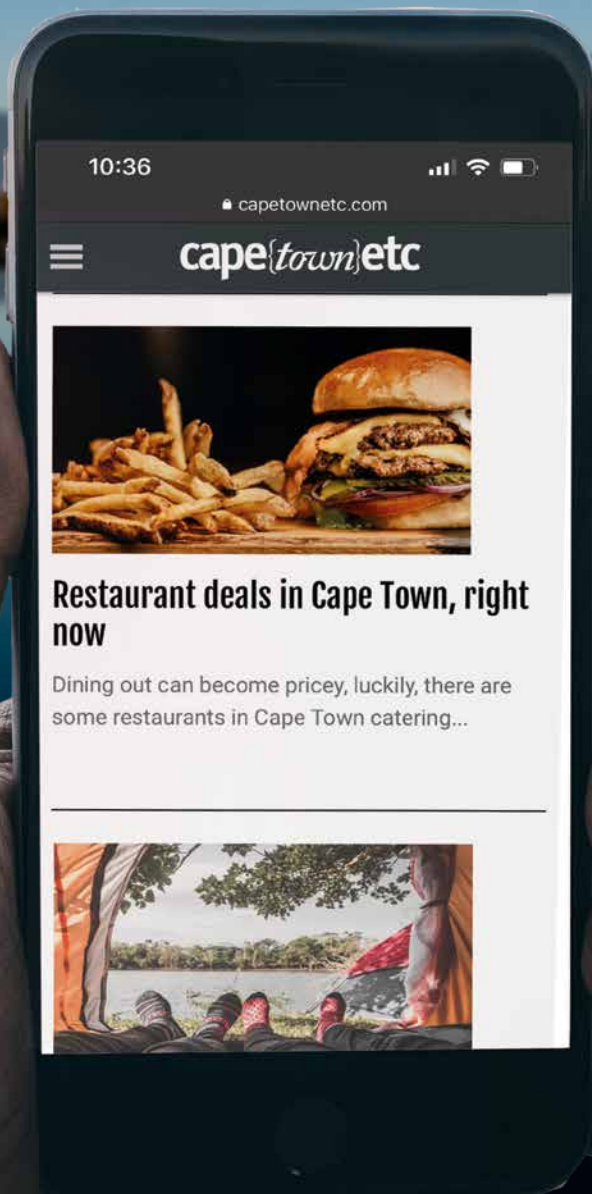 10:36
capetownetc.com
cape{town}etc
Restaurant deals in Cape Town, right
now
Dining out can become pricey, luckily, there are
some restaurants in Cape Town catering...